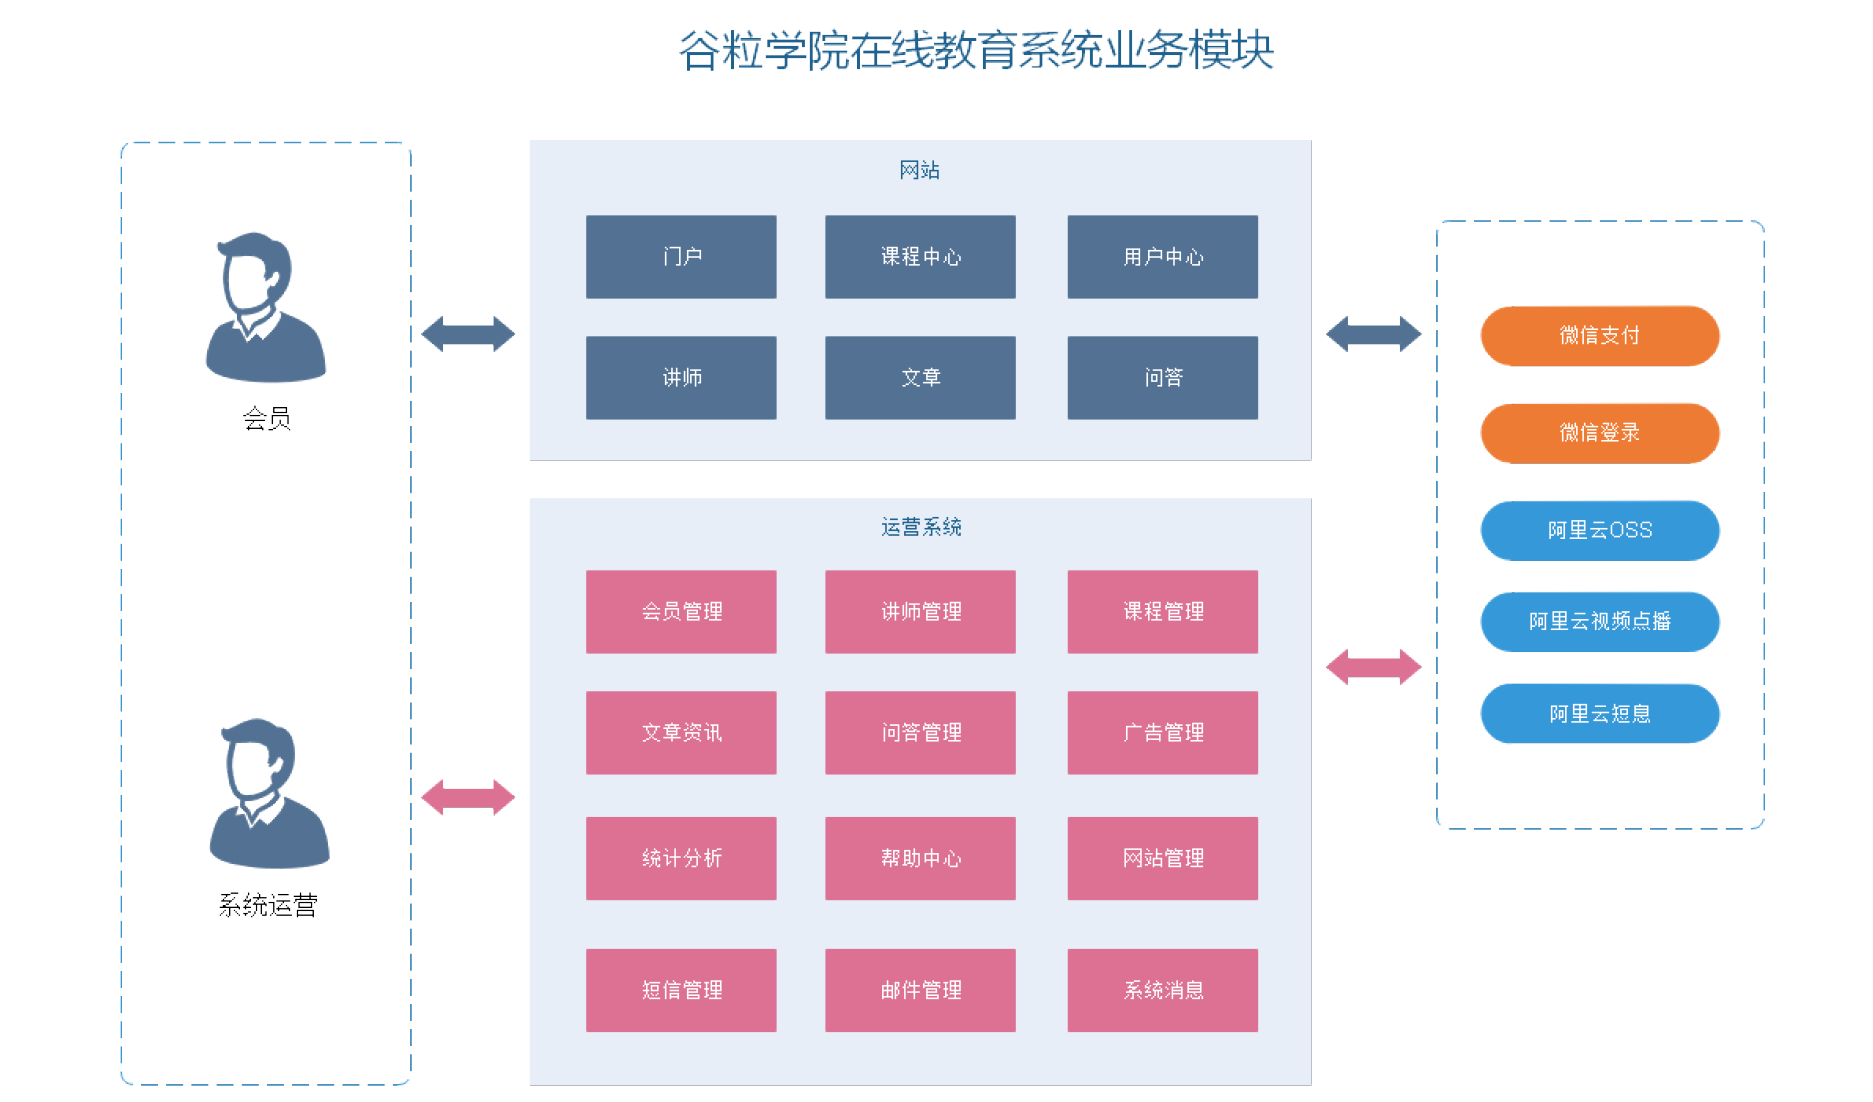 谷粒学院在线教育系统业务模块
会员
系统运营
网站
门户
课程中心
用户中心
讲师
文章
问答
运营系统
会员管理
讲师管理
课程管理
文章资讯
问答管理
广告管理
统计分析
帮助中心
网站管理
短信管理
邮件管理
系统消息
微信支付
微信登录
阿里云OSS
阿里云视频点播
阿里云短息